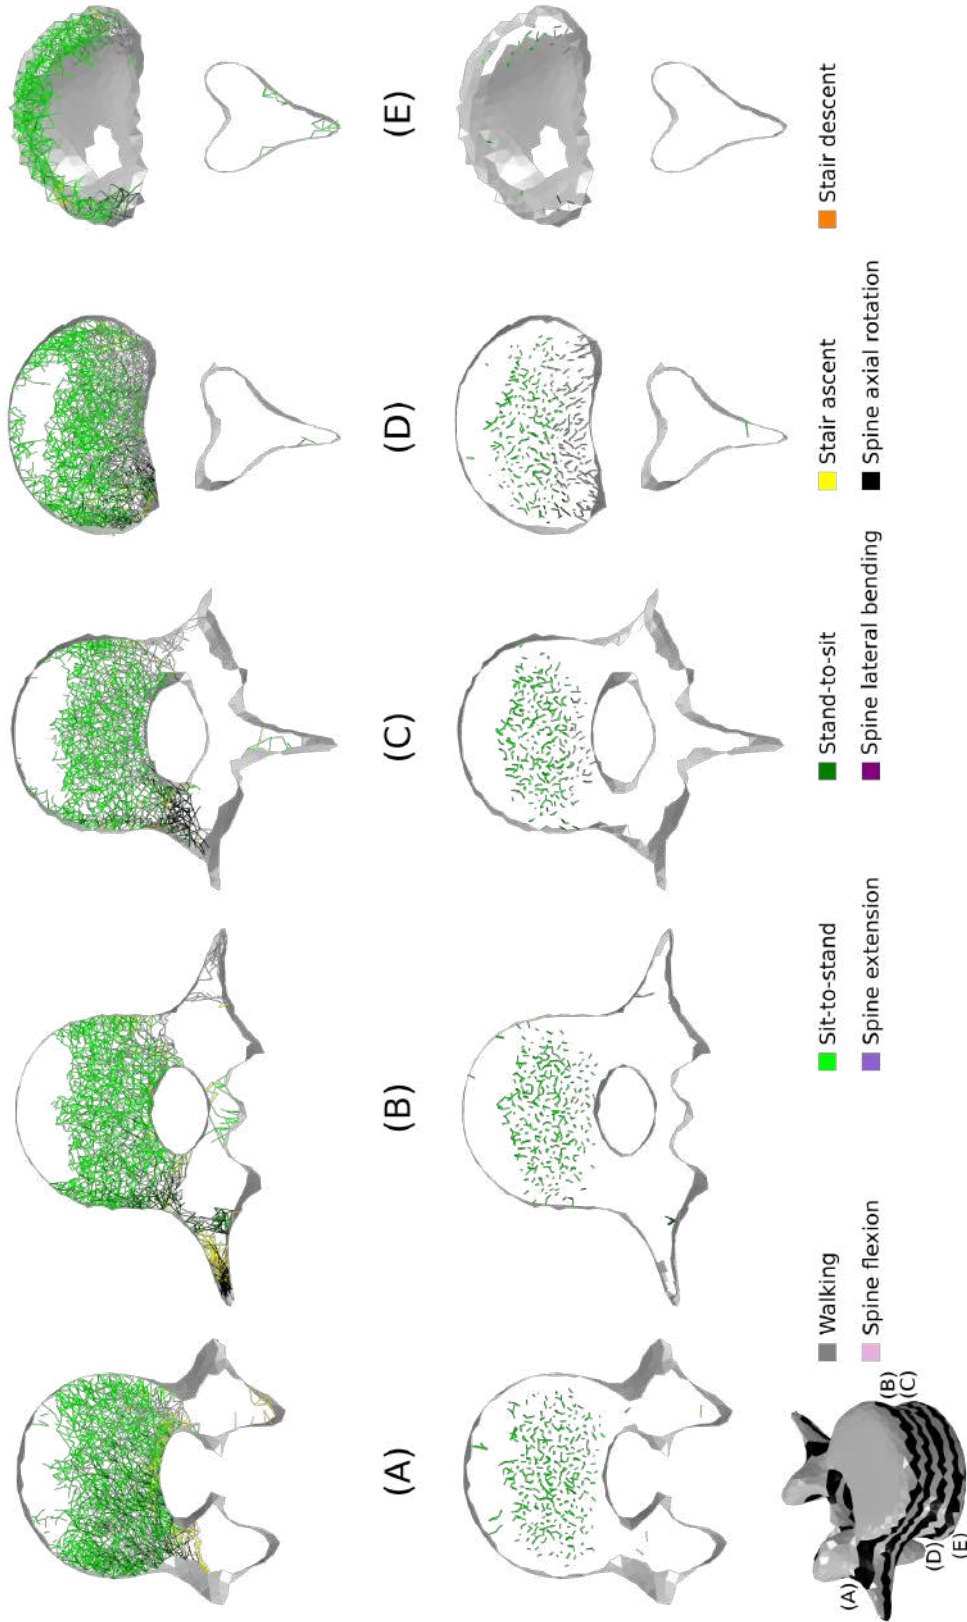 (A)
(B)
(C)
(D)
(E)
Walking
Sit-to-stand
Stand-to-sit
Stair ascent
Stair descent
Spine flexion
Spine extension
Spine lateral bending
Spine axial rotation
(A)
(B)
(C)
(D)
(E)